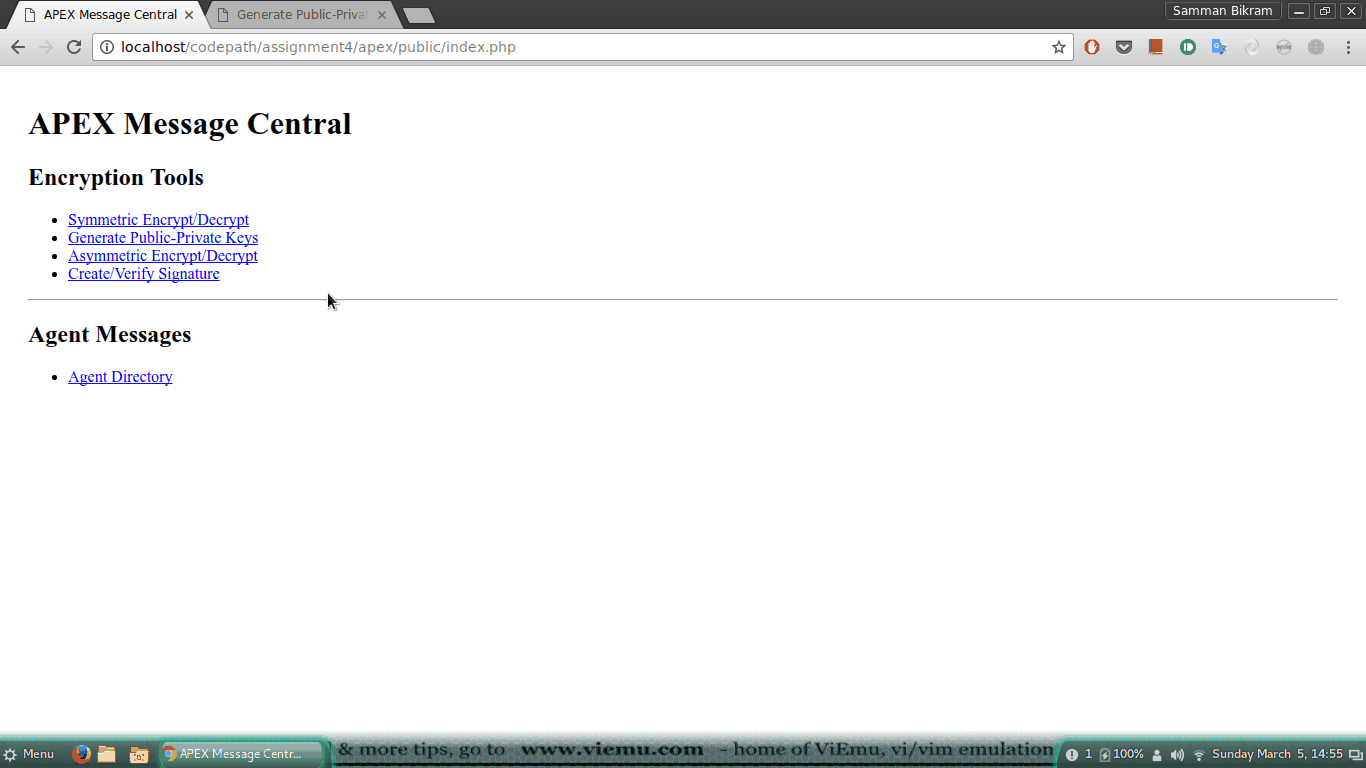 APEX Message Central
Generate Public-Priva
Samman Bikram
localhost/codepath/assignment4/apex/public/index.php
APEX Message Central
Encryption Tools
Symmetric Encrypt/Decrypt
Generate Public-Private Keys
Asymmetric Encrypt/Decrypt
Create/Verify Signature
Agent Messages
Agent Directory
Menu
APEX Message Centr...
& more tips, go to www.viemu.com - home of ViEmu, vi/vim emulation
1
100%
Sunday March 5, 14:55